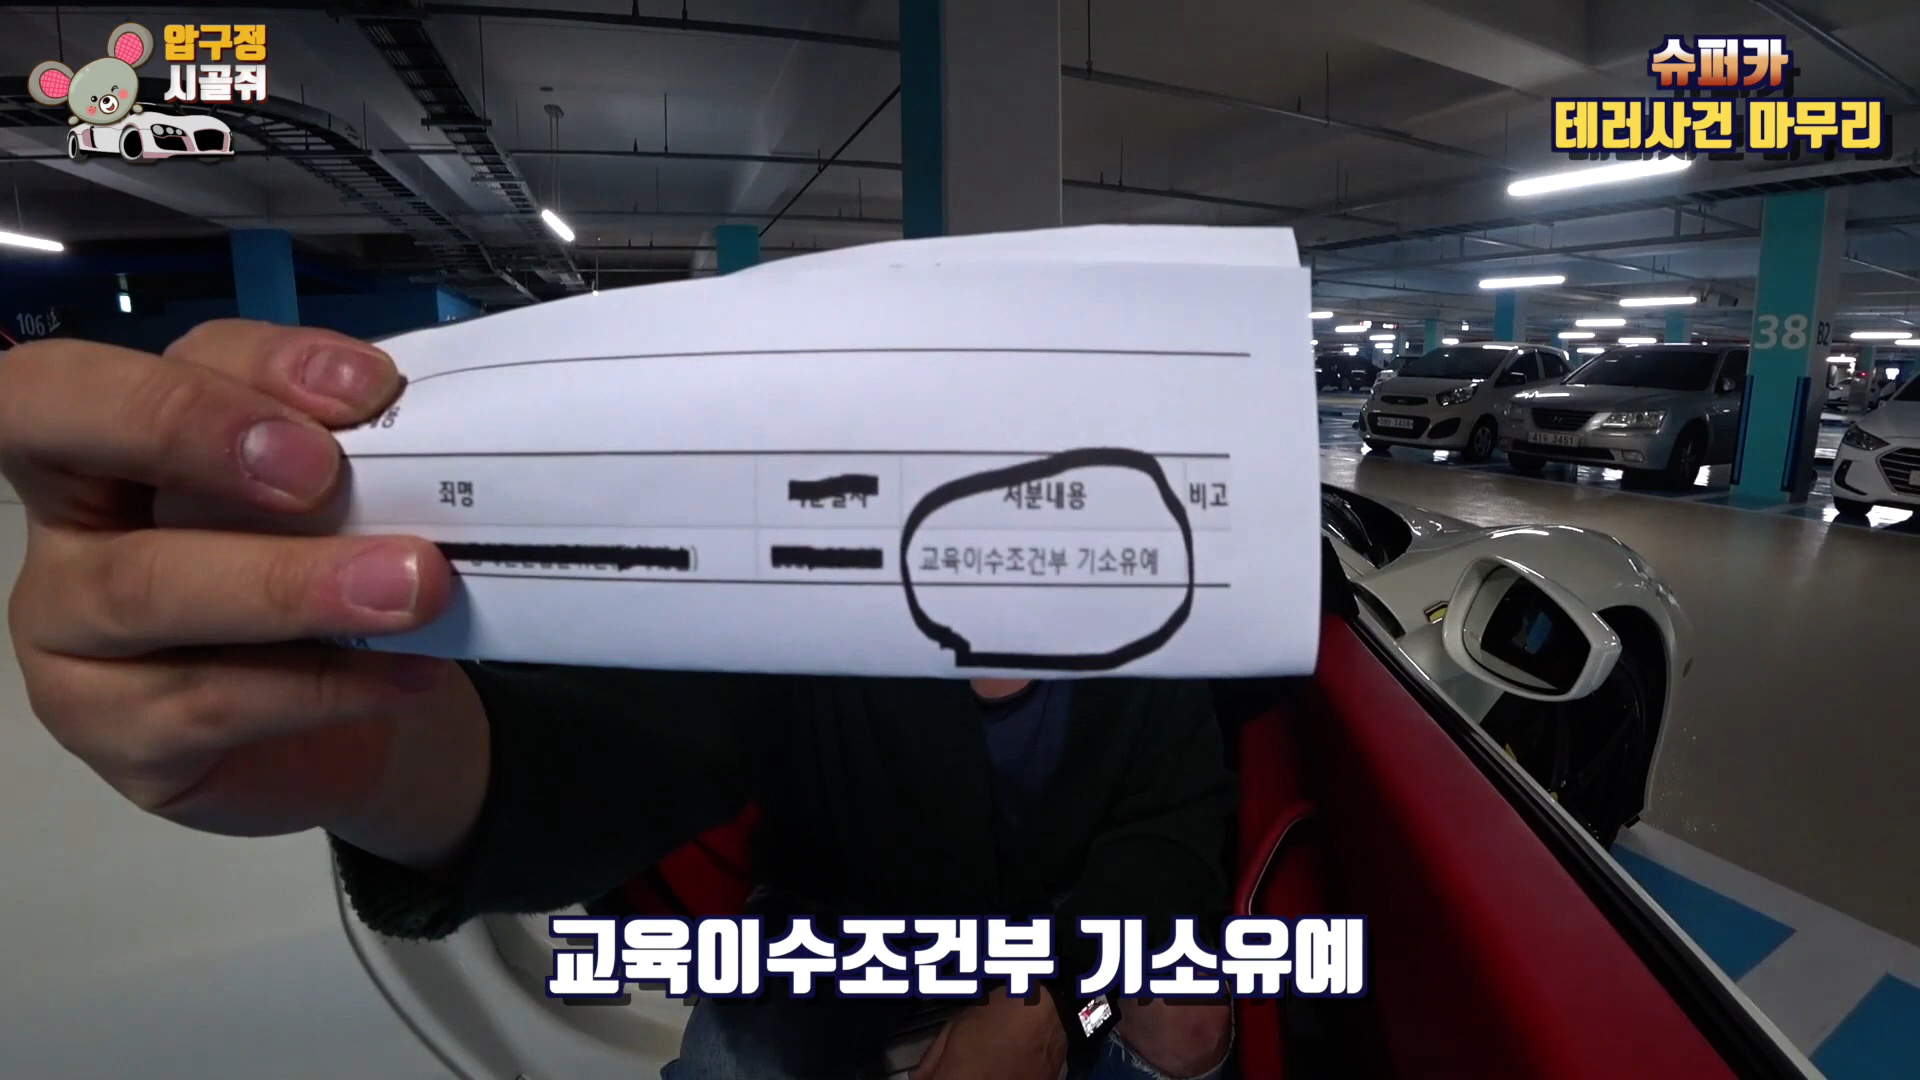 압구정
시골쥐
슈퍼카
테러사건 마무리
106
38 B2
죄명 처분내용 비고
교육이수조건부 기소유예
교육이수조건부 기소유예